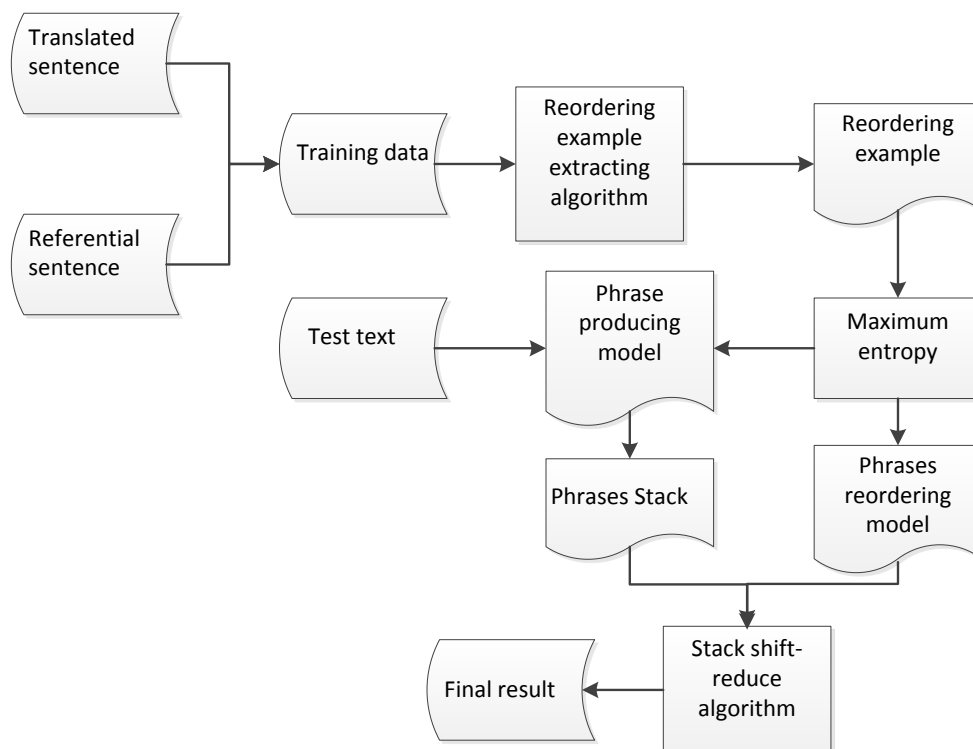 Translated
sentence
Referential
sentence
Training data
Reordering
example
extracting
algorithm
Reordering
example
Test text
Phrase
producing
model
Maximum
entropy
Phrases Stack
Phrases
reordering
model
Final result
Stack shift-
reduce
algorithm